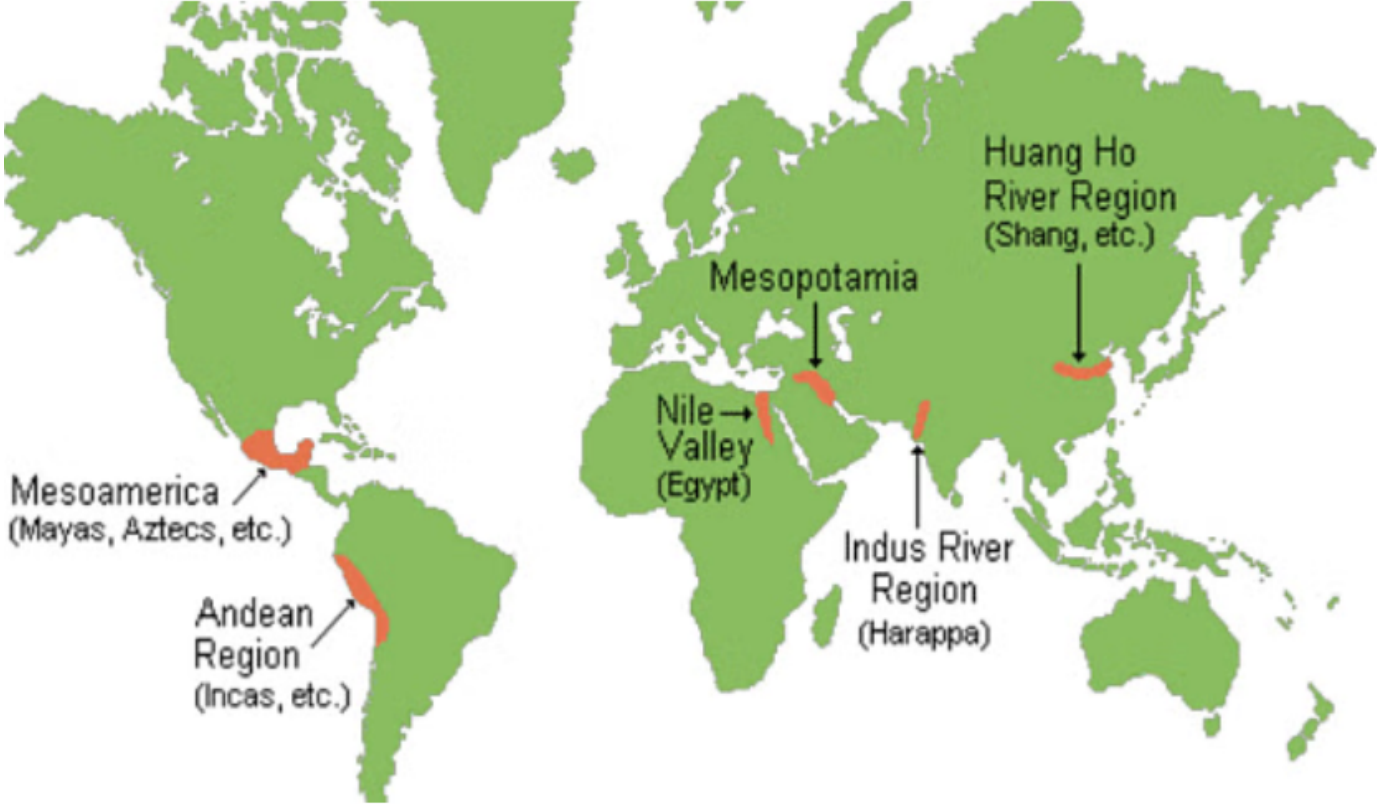 Huang Ho
River Region
(Shang, etc.)
Mesopotamia
Nile
Valley
(Egypt)
Mesoamerica
(Mayas, Aztecs, etc.)
Indus River
Region
(Harappa)
Andean
Region
(Incas, etc.)